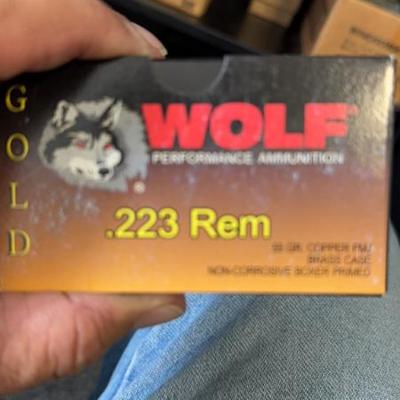 GOLD
WOLF
PERFORMANCE AMMUNITION
®
.223 Rem
55 GR. COPPER FMJ
BRASS CASE
NON-CORROSIVE BOXER PRIMED